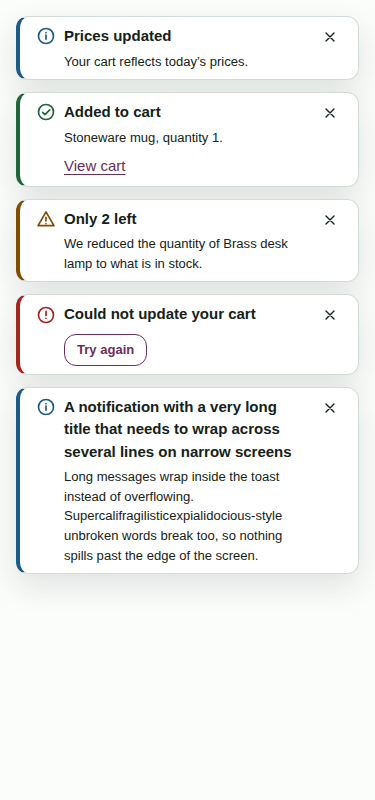 Prices updated
Your cart reflects today’s prices.
Added to cart
Stoneware mug, quantity 1.
View cart
Only 2 left
We reduced the quantity of Brass desk
lamp to what is in stock.
Could not update your cart
Try again
A notification with a very long
title that needs to wrap across
several lines on narrow screens
Long messages wrap inside the toast
instead of overflowing.
Supercalifragilisticexpialidocious-style
unbroken words break too, so nothing
spills past the edge of the screen.